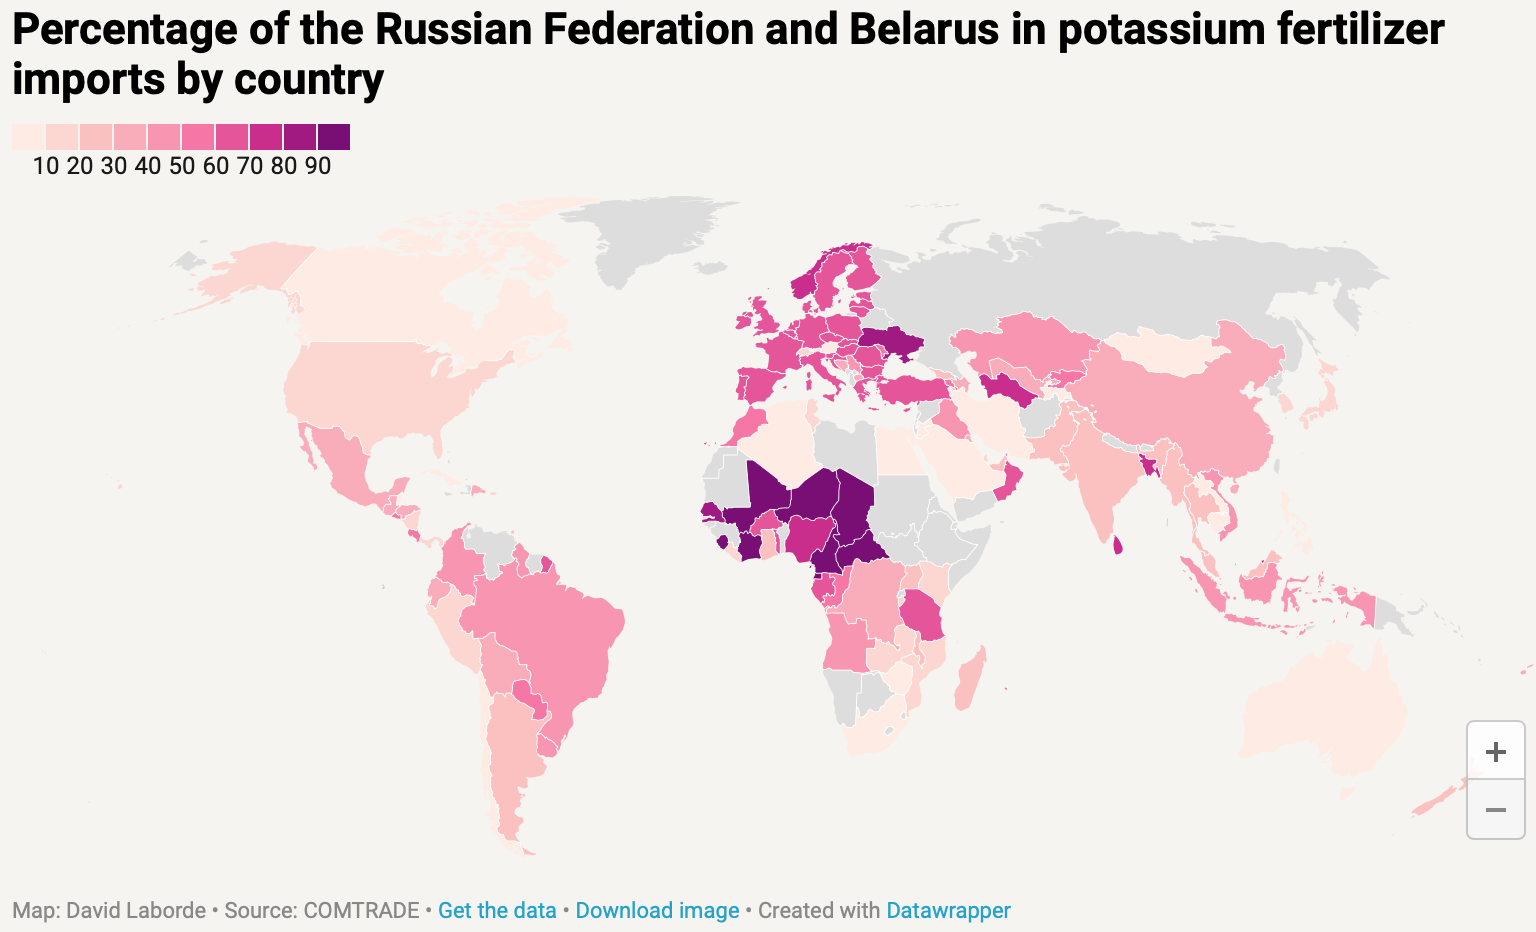 Percentage of the Russian Federation and Belarus in potassium fertilizer
imports by country
10 20 30 40 50 60 70 80 90
+
−
Map: David Laborde • Source: COMTRADE • Get the data • Download image • Created with Datawrapper